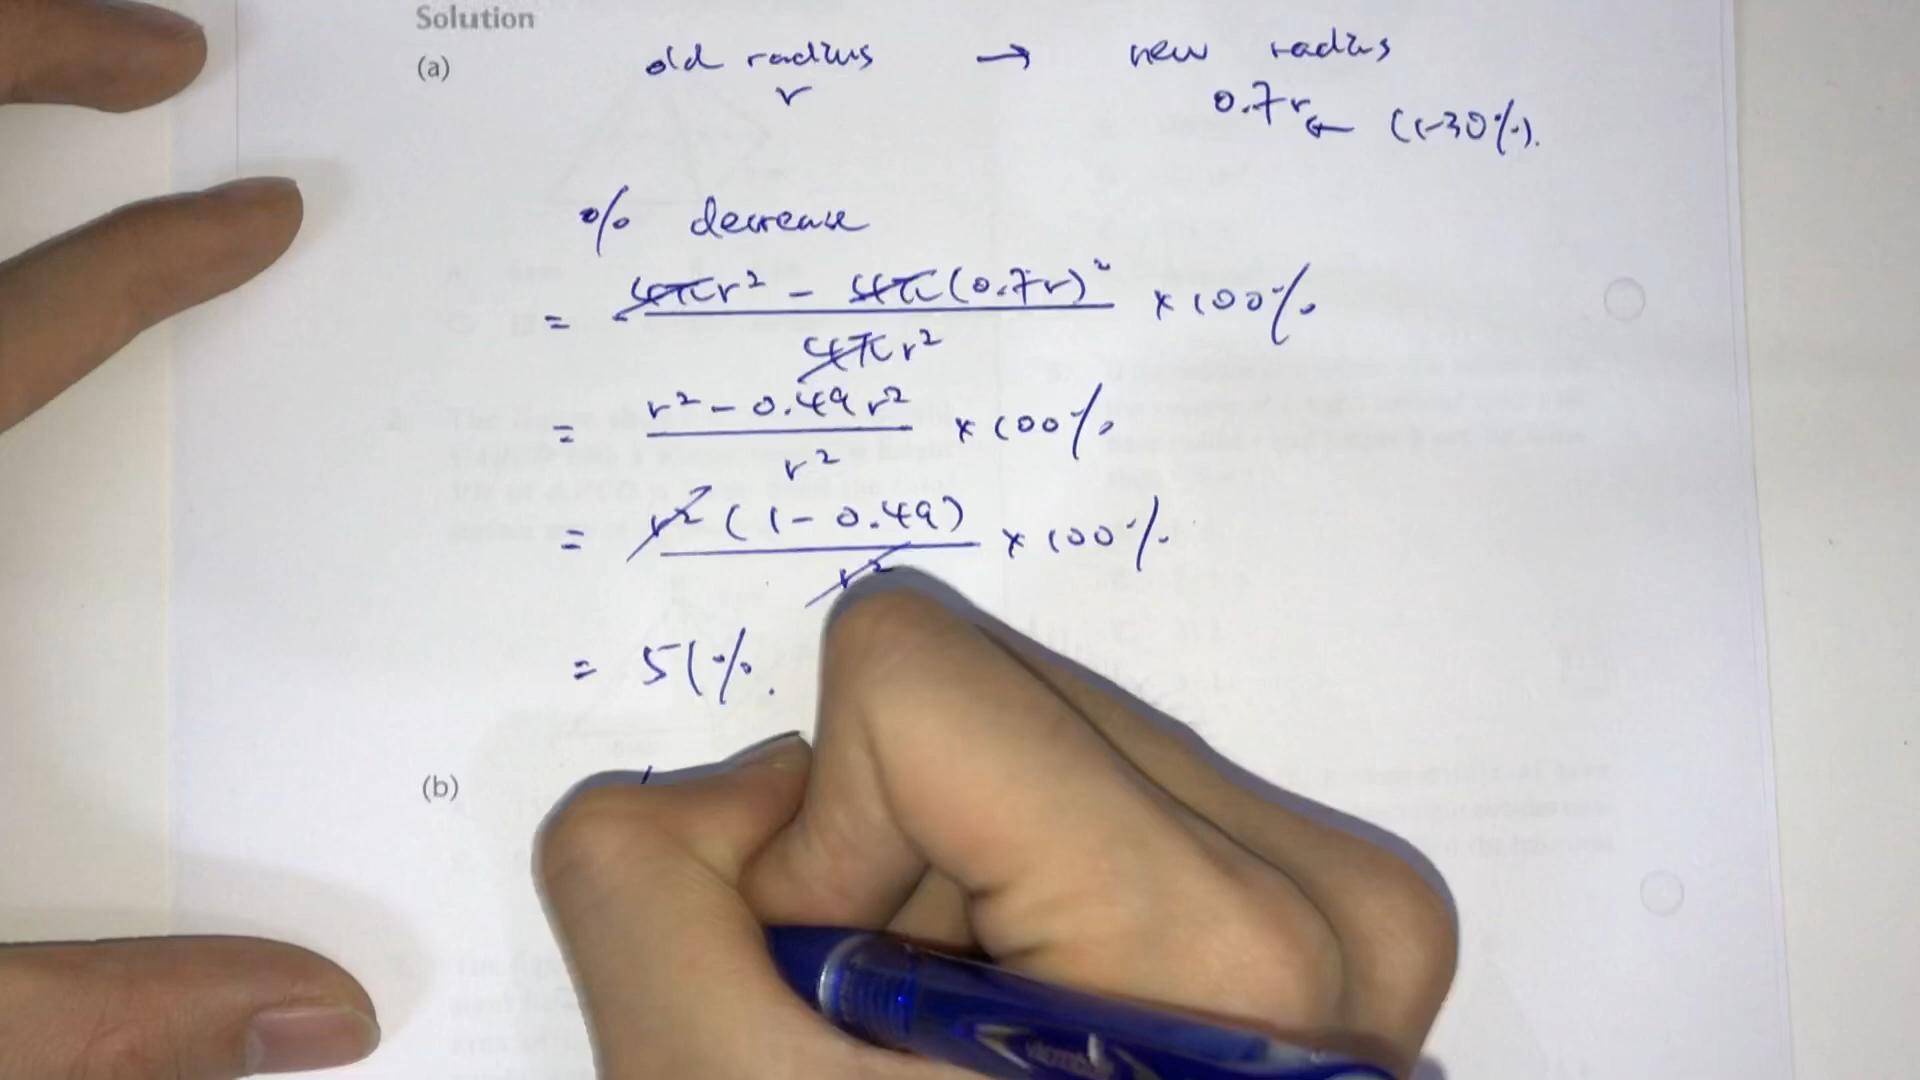 Solution
(a) old radius → new radius
r 0.7r ← (1-30%).
% decrease
= 4πr² - 4π(0.7r)² / 4πr² × 100%
= r² - 0.49r² / r² × 100%
= r² (1 - 0.49) / r² × 100%
= 51%.
(b)